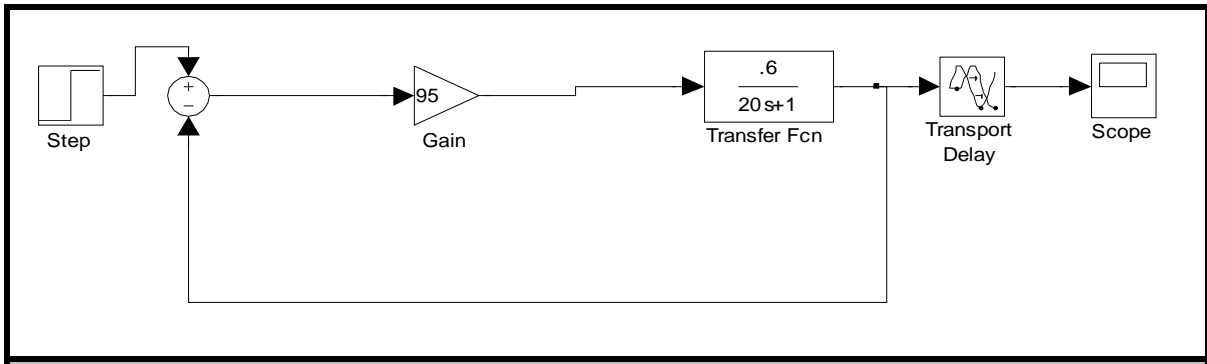 Step
+
−
95
Gain
.6
20s+1
Transfer Fcn
Transport
Delay
Scope